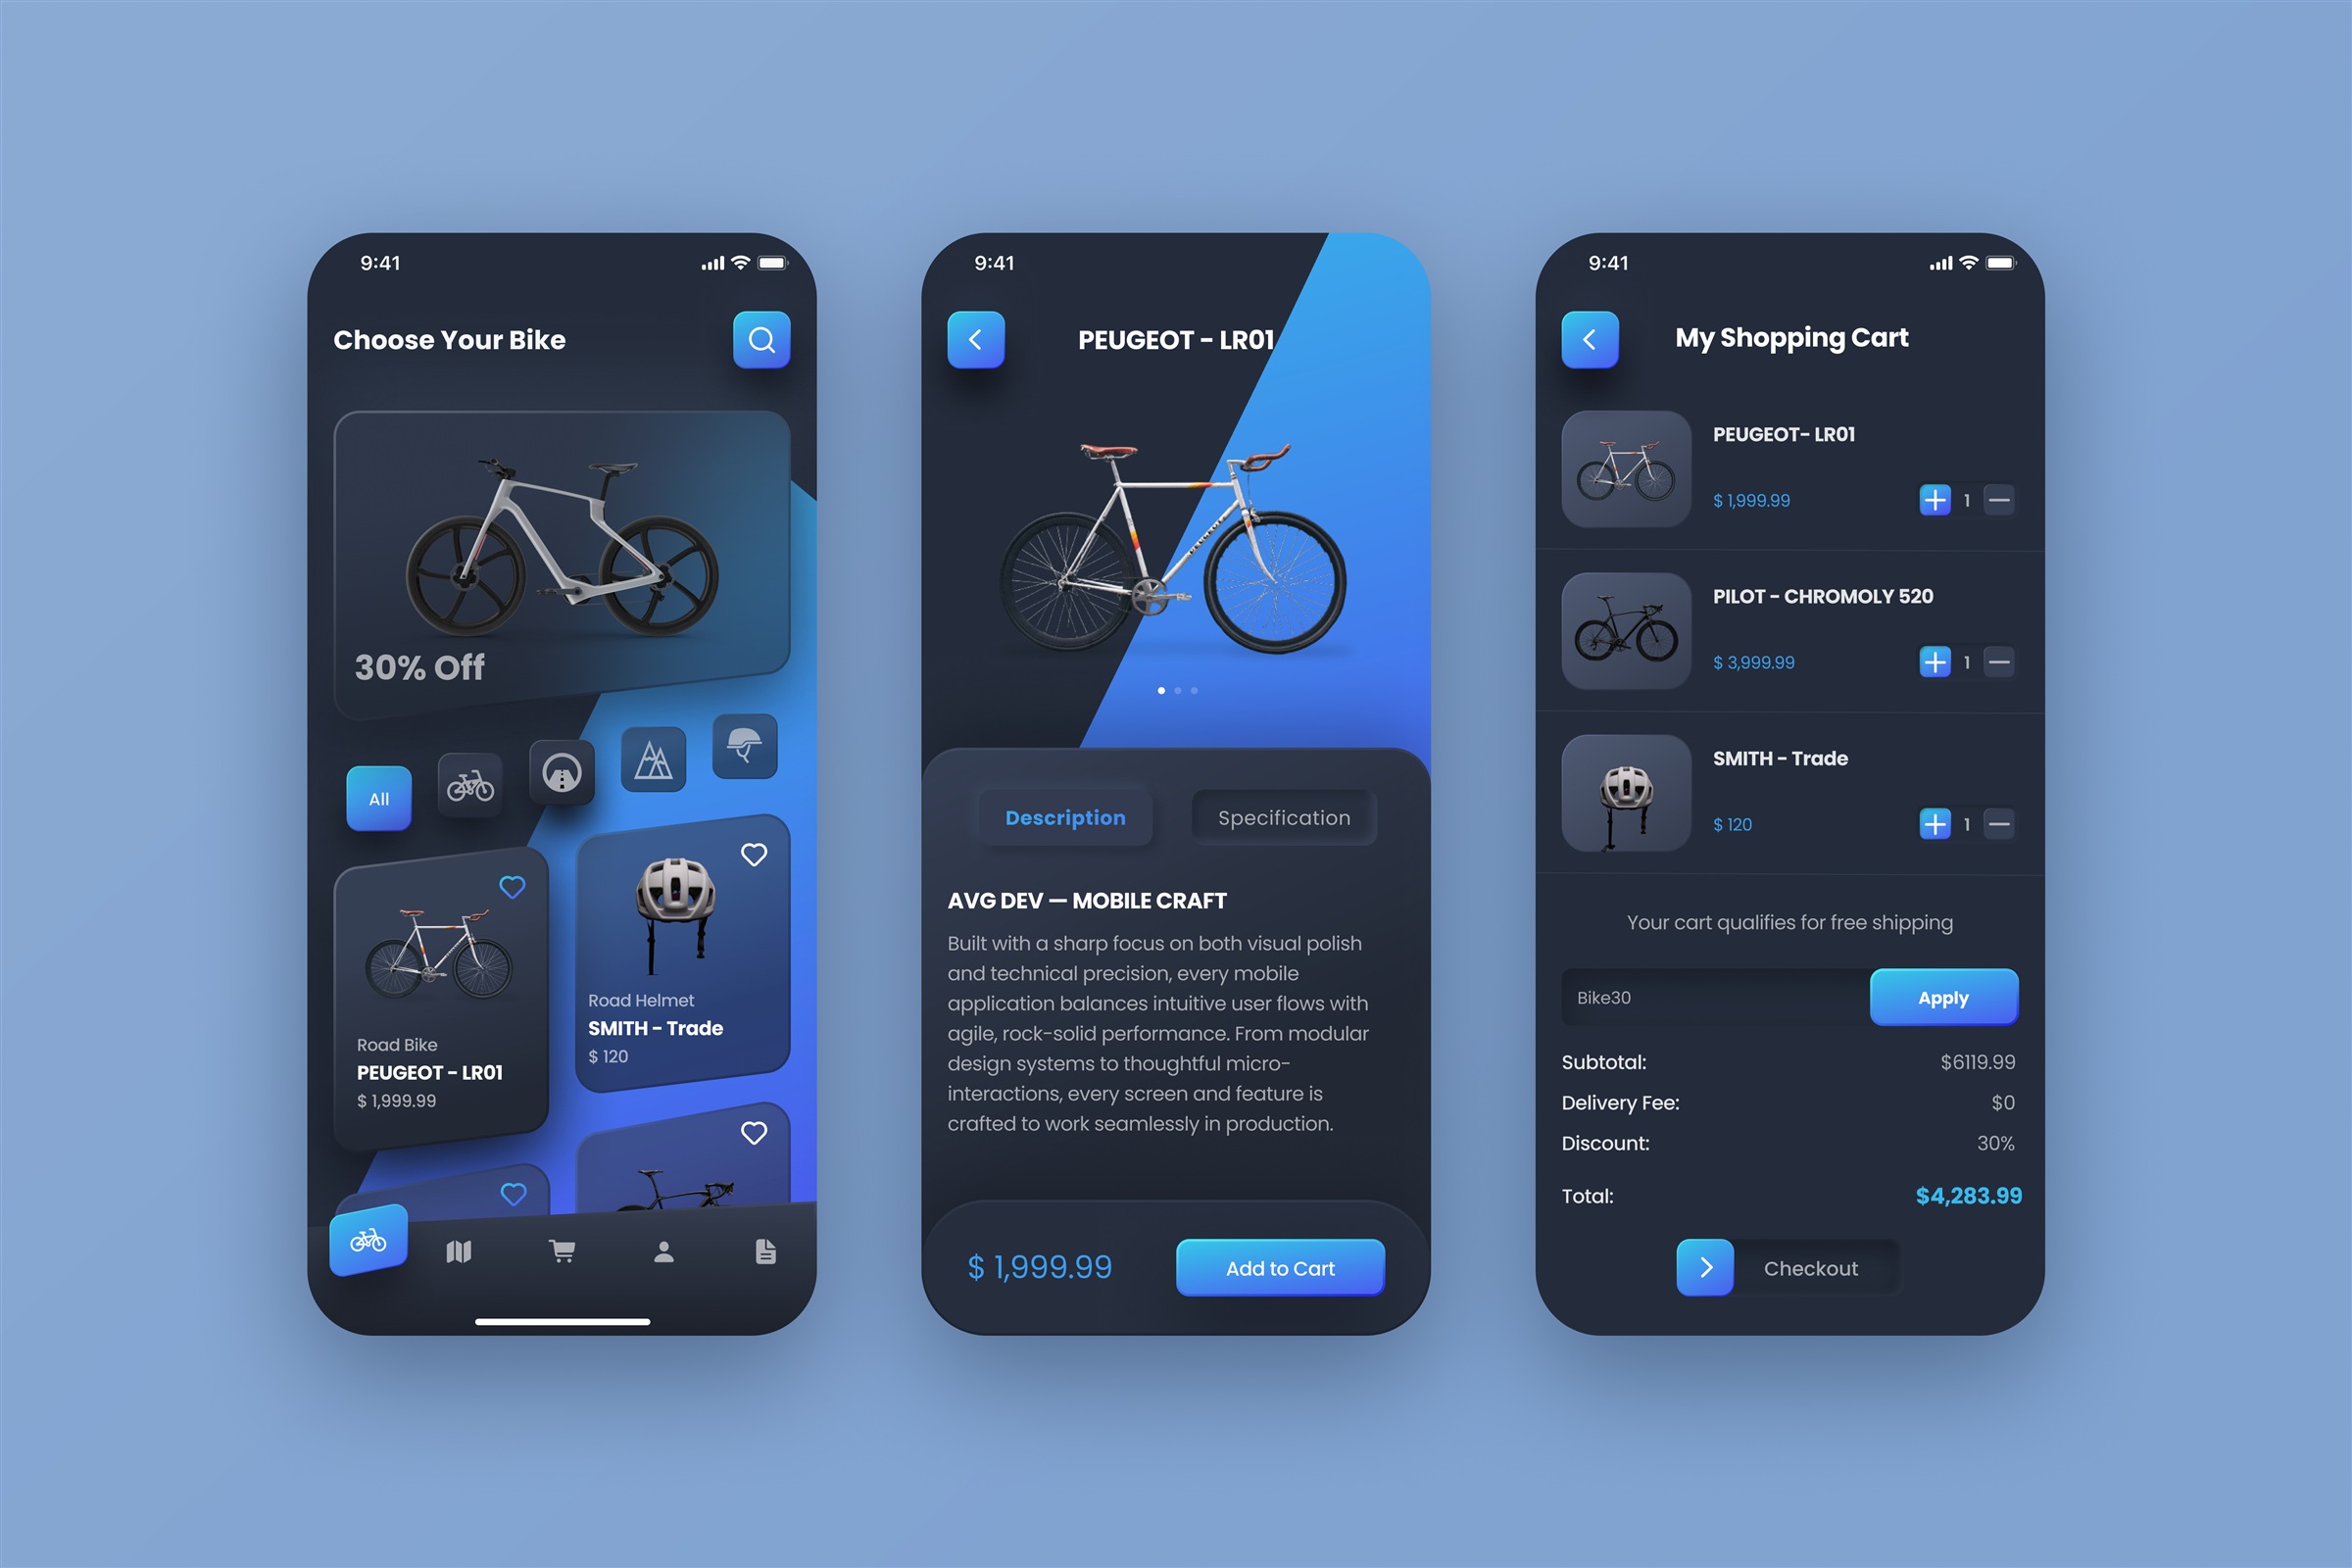 9:41
Choose Your Bike
30% Off
All
Road Bike
PEUGEOT - LR01
$ 1,999.99
Road Helmet
SMITH - Trade
$ 120
9:41
PEUGEOT - LR01
PEUGEOT
Description
Specification
AVG DEV — MOBILE CRAFT
Built with a sharp focus on both visual polish
and technical precision, every mobile
application balances intuitive user flows with
agile, rock-solid performance. From modular
design systems to thoughtful micro-
interactions, every screen and feature is
crafted to work seamlessly in production.
$ 1,999.99
Add to Cart
9:41
My Shopping Cart
PEUGEOT- LR01
$ 1,999.99
1
PILOT - CHROMOLY 520
$ 3,999.99
1
SMITH - Trade
$ 120
1
Your cart qualifies for free shipping
Bike30
Apply
Subtotal: $6119.99
Delivery Fee: $0
Discount: 30%
Total: $4,283.99
Checkout